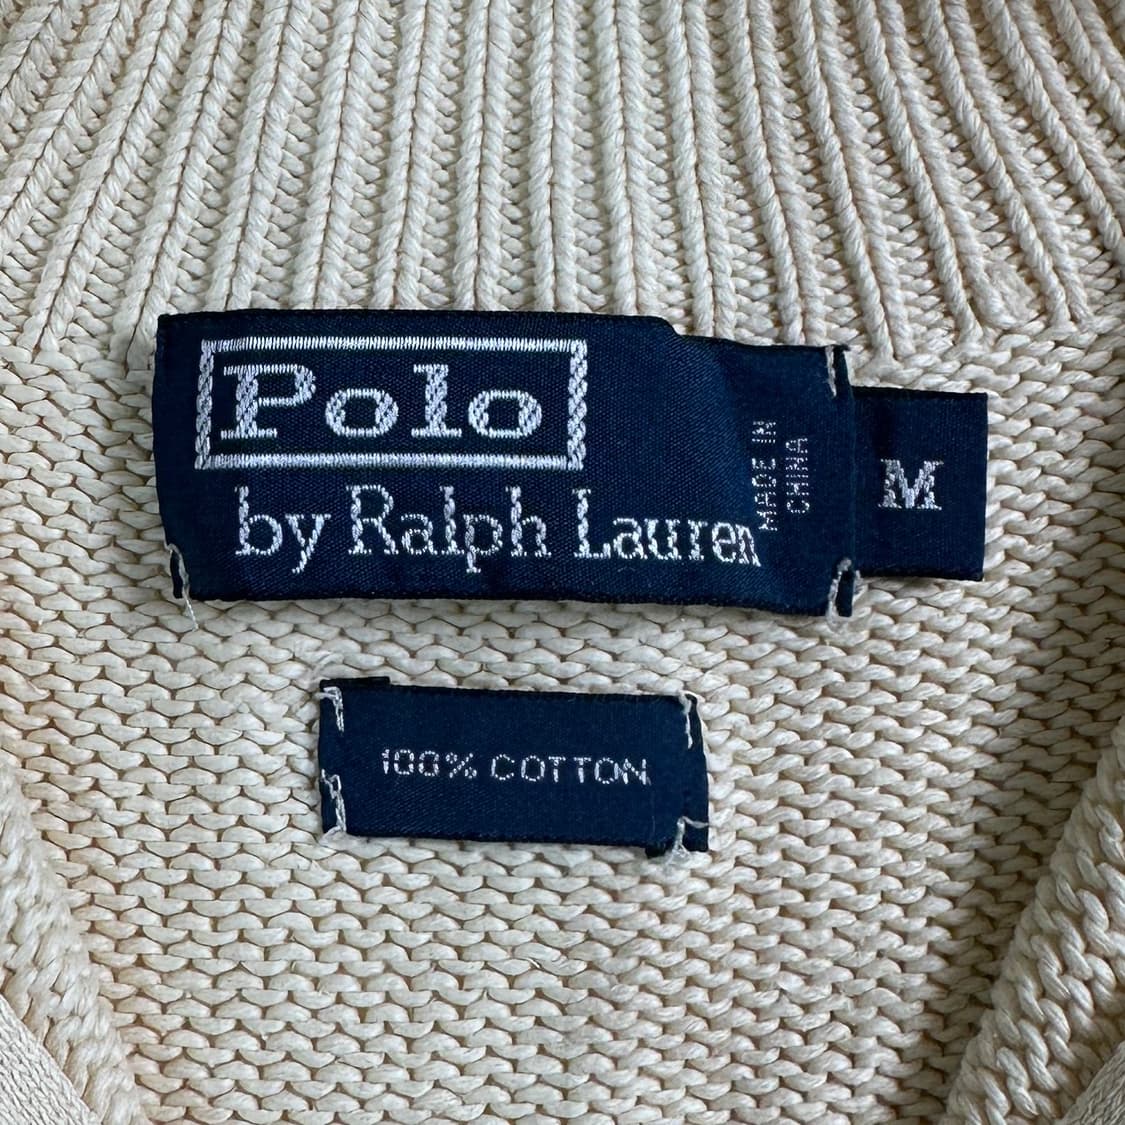 Polo
by Ralph Lauren
MADE IN
CHINA
M
100% COTTON